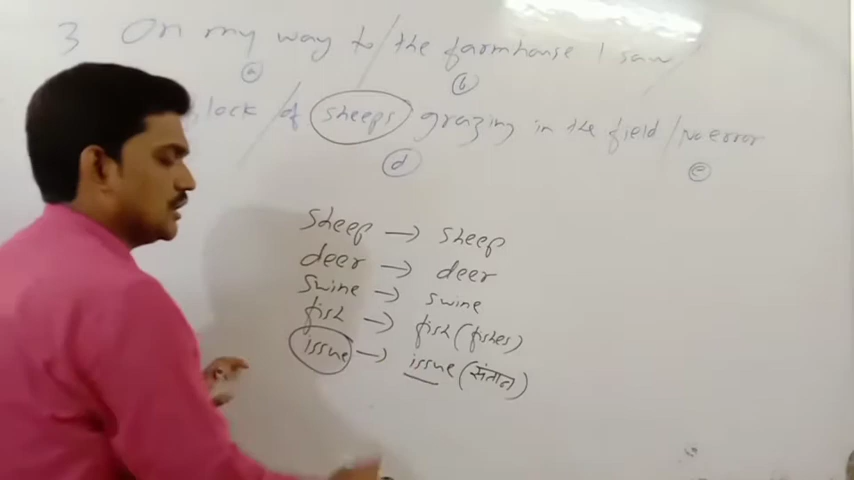 3 On my way to / the farmhouse I saw /
ⓐ ⓑ
lock / of sheeps grazing in the field / no error
ⓓ ⓔ
sheep → sheep
deer → deer
swine → swine
fish → fish (fishes)
issue → issue (संतान)